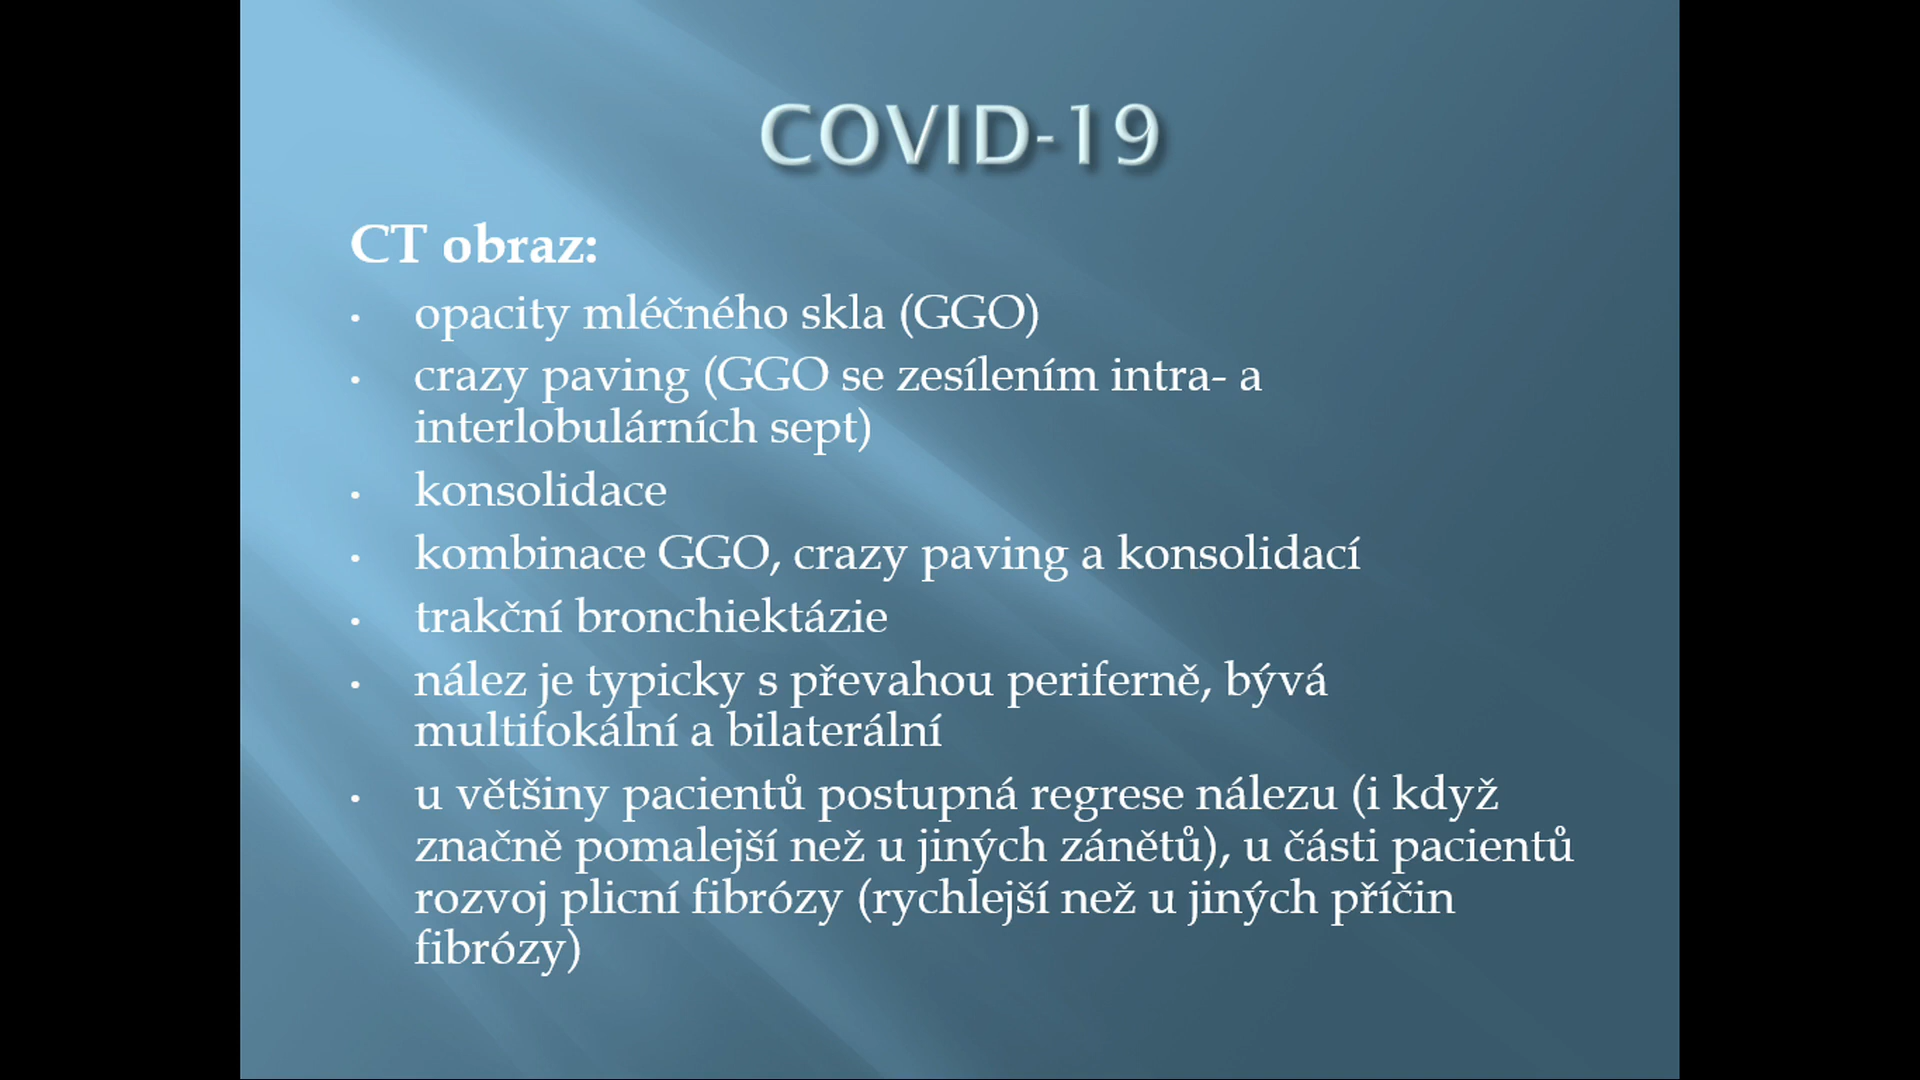 COVID-19
CT obraz:
• opacity mléčného skla (GGO)
• crazy paving (GGO se zesílením intra- a
interlobulárních sept)
• konsolidace
• kombinace GGO, crazy paving a konsolidací
• trakční bronchiektázie
• nález je typicky s převahou periferně, bývá
multifokální a bilaterální
• u většiny pacientů postupná regrese nálezu (i když
značně pomalejší než u jiných zánětů), u části pacientů
rozvoj plicní fibrózy (rychlejší než u jiných příčin
fibrózy)